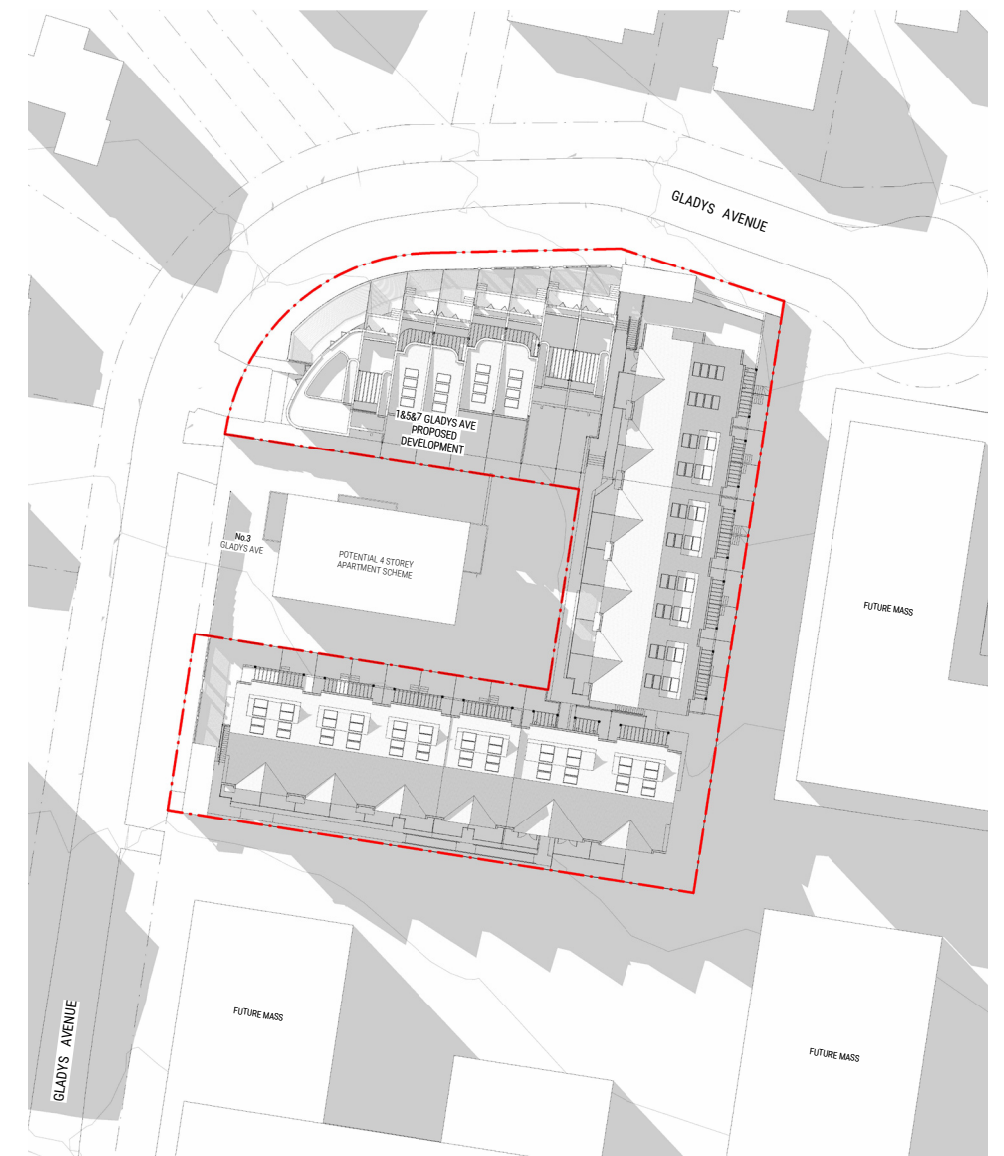 GLADYS AVENUE
1&5&7 GLADYS AVE
PROPOSED
DEVELOPMENT
No.3
GLADYS AVE
POTENTIAL 4 STOREY
APARTMENT SCHEME
FUTURE MASS
FUTURE MASS
FUTURE MASS
GLADYS AVENUE